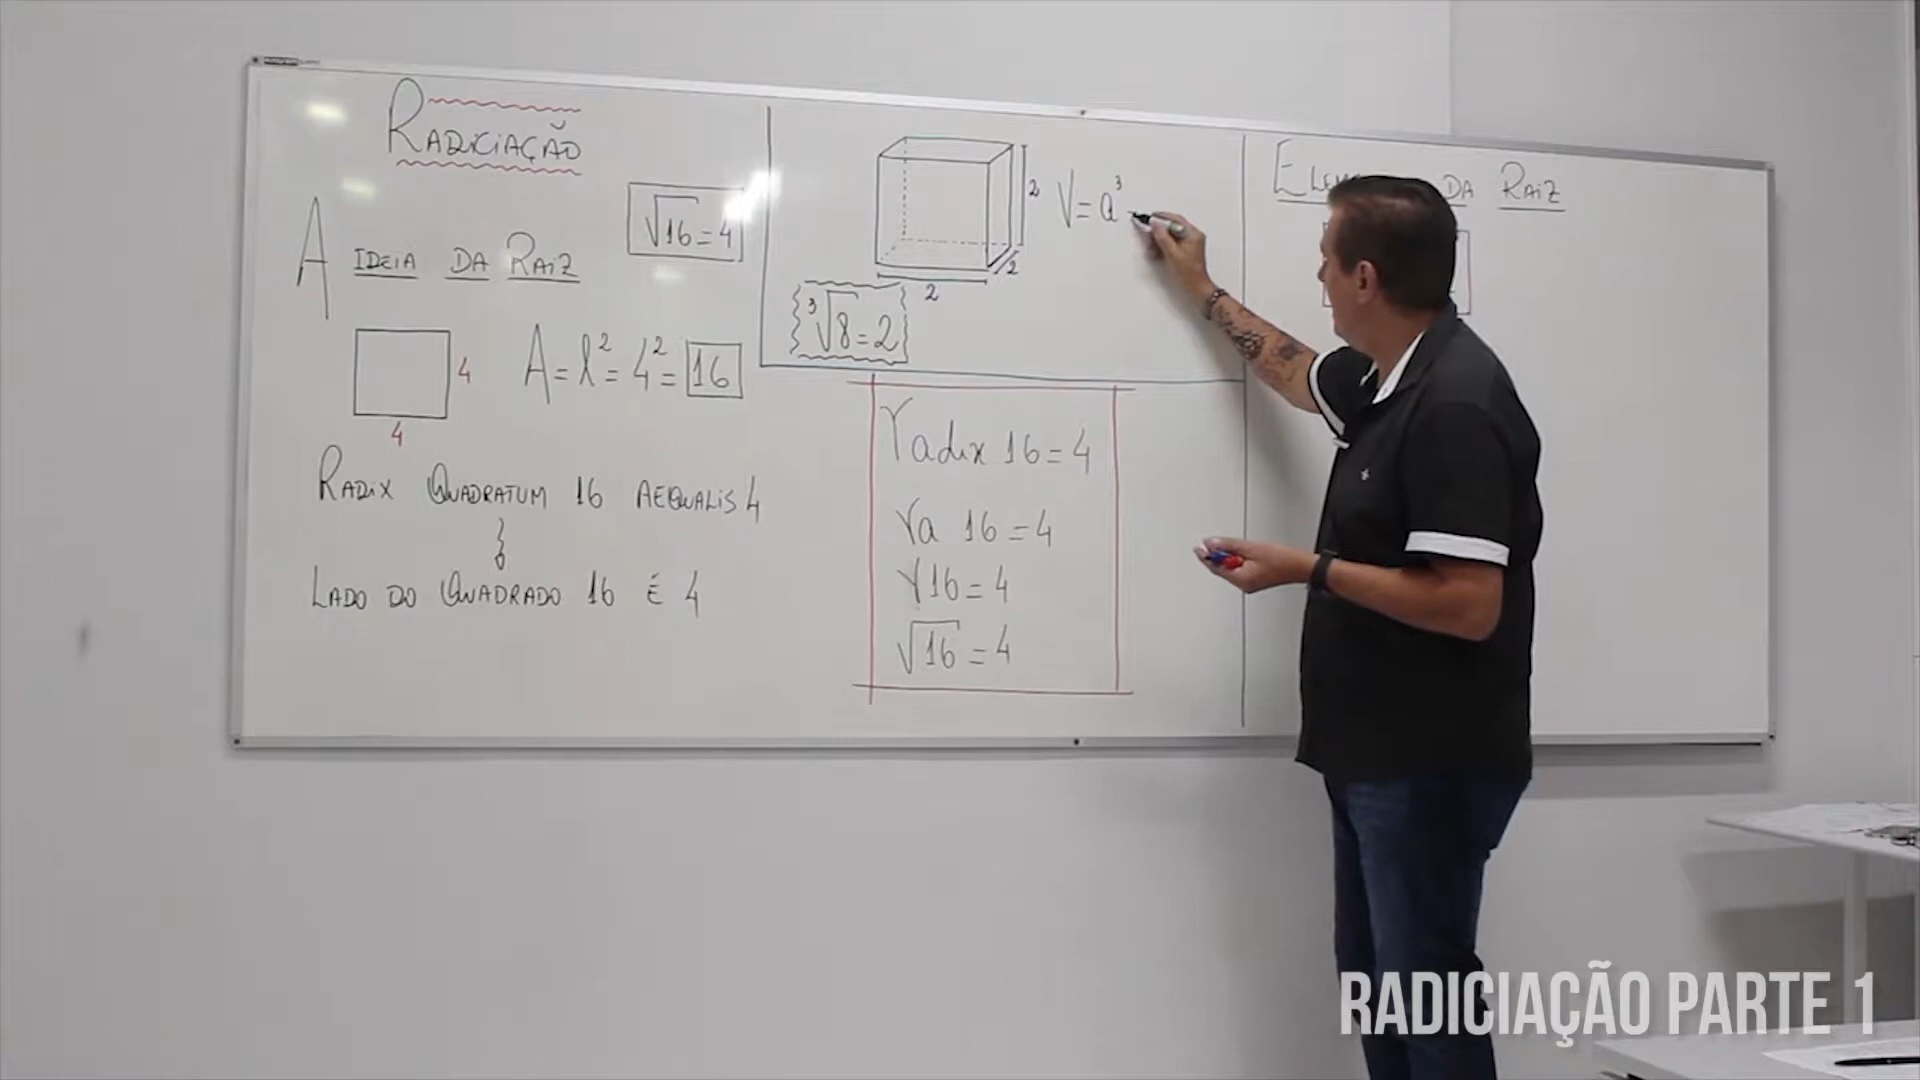 RADICIAÇÃO
√16 = 4
A IDEIA DA RAIZ
4
4
A = l² = 4² = 16
RADIX QUADRATUM 16 AEQUALIS 4
LADO DO QUADRADO 16 É 4
2
2
2
V = a³
³√8 = 2
radix 16 = 4
ra 16 = 4
r16 = 4
√16 = 4
DA RAIZ
RADICIAÇÃO PARTE 1